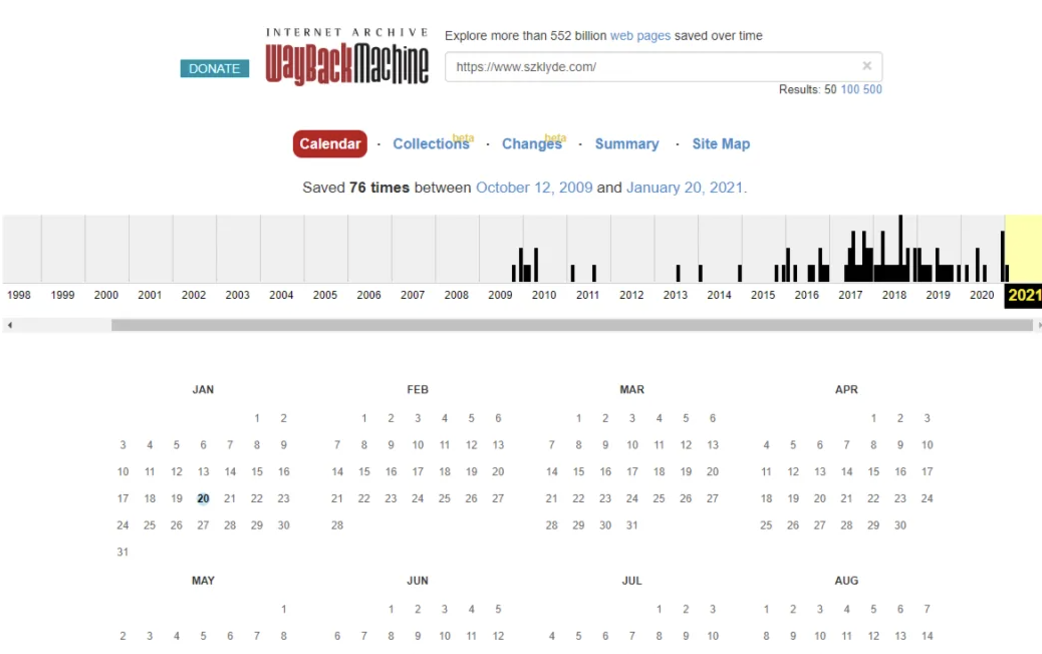 INTERNET ARCHIVE
WayBackMachine
DONATE
Explore more than 552 billion web pages saved over time
https://www.szklyde.com/ ×
Results: 50 100 500
Calendar · Collections beta · Changes beta · Summary · Site Map
Saved 76 times between October 12, 2009 and January 20, 2021.
1998 1999 2000 2001 2002 2003 2004 2005 2006 2007 2008 2009 2010 2011 2012 2013 2014 2015 2016 2017 2018 2019 2020 2021
JAN
1 2
3 4 5 6 7 8 9
10 11 12 13 14 15 16
17 18 19 20 21 22 23
24 25 26 27 28 29 30
31
FEB
1 2 3 4 5 6
7 8 9 10 11 12 13
14 15 16 17 18 19 20
21 22 23 24 25 26 27
28
MAR
1 2 3 4 5 6
7 8 9 10 11 12 13
14 15 16 17 18 19 20
21 22 23 24 25 26 27
28 29 30 31
APR
1 2 3
4 5 6 7 8 9 10
11 12 13 14 15 16 17
18 19 20 21 22 23 24
25 26 27 28 29 30
MAY
1
2 3 4 5 6 7 8
JUN
1 2 3 4 5
6 7 8 9 10 11 12
JUL
1 2 3
4 5 6 7 8 9 10
AUG
1 2 3 4 5 6 7
8 9 10 11 12 13 14